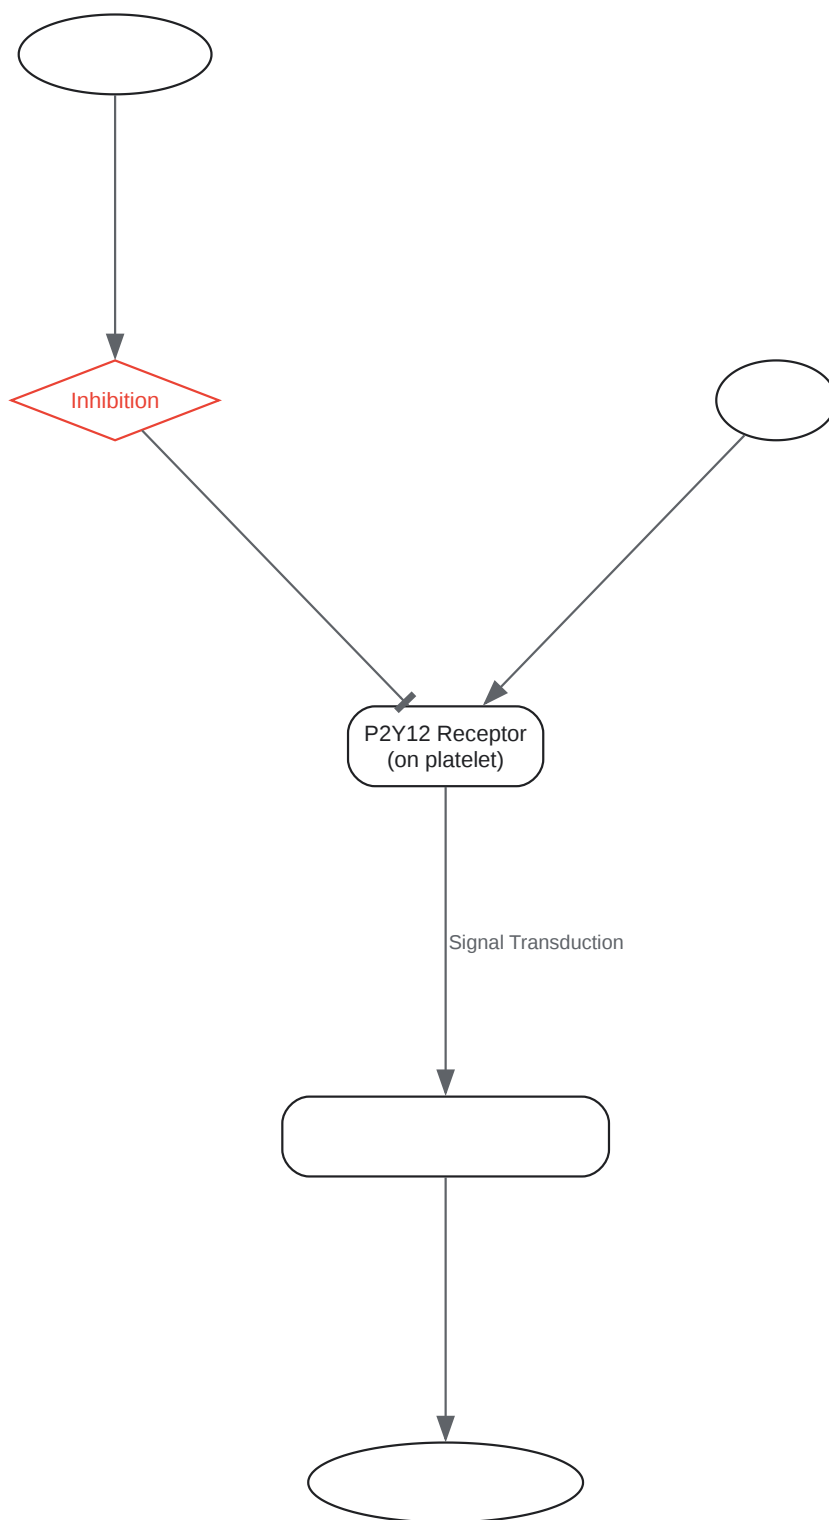 Inhibition
P2Y12 Receptor
(on platelet)
Signal Transduction